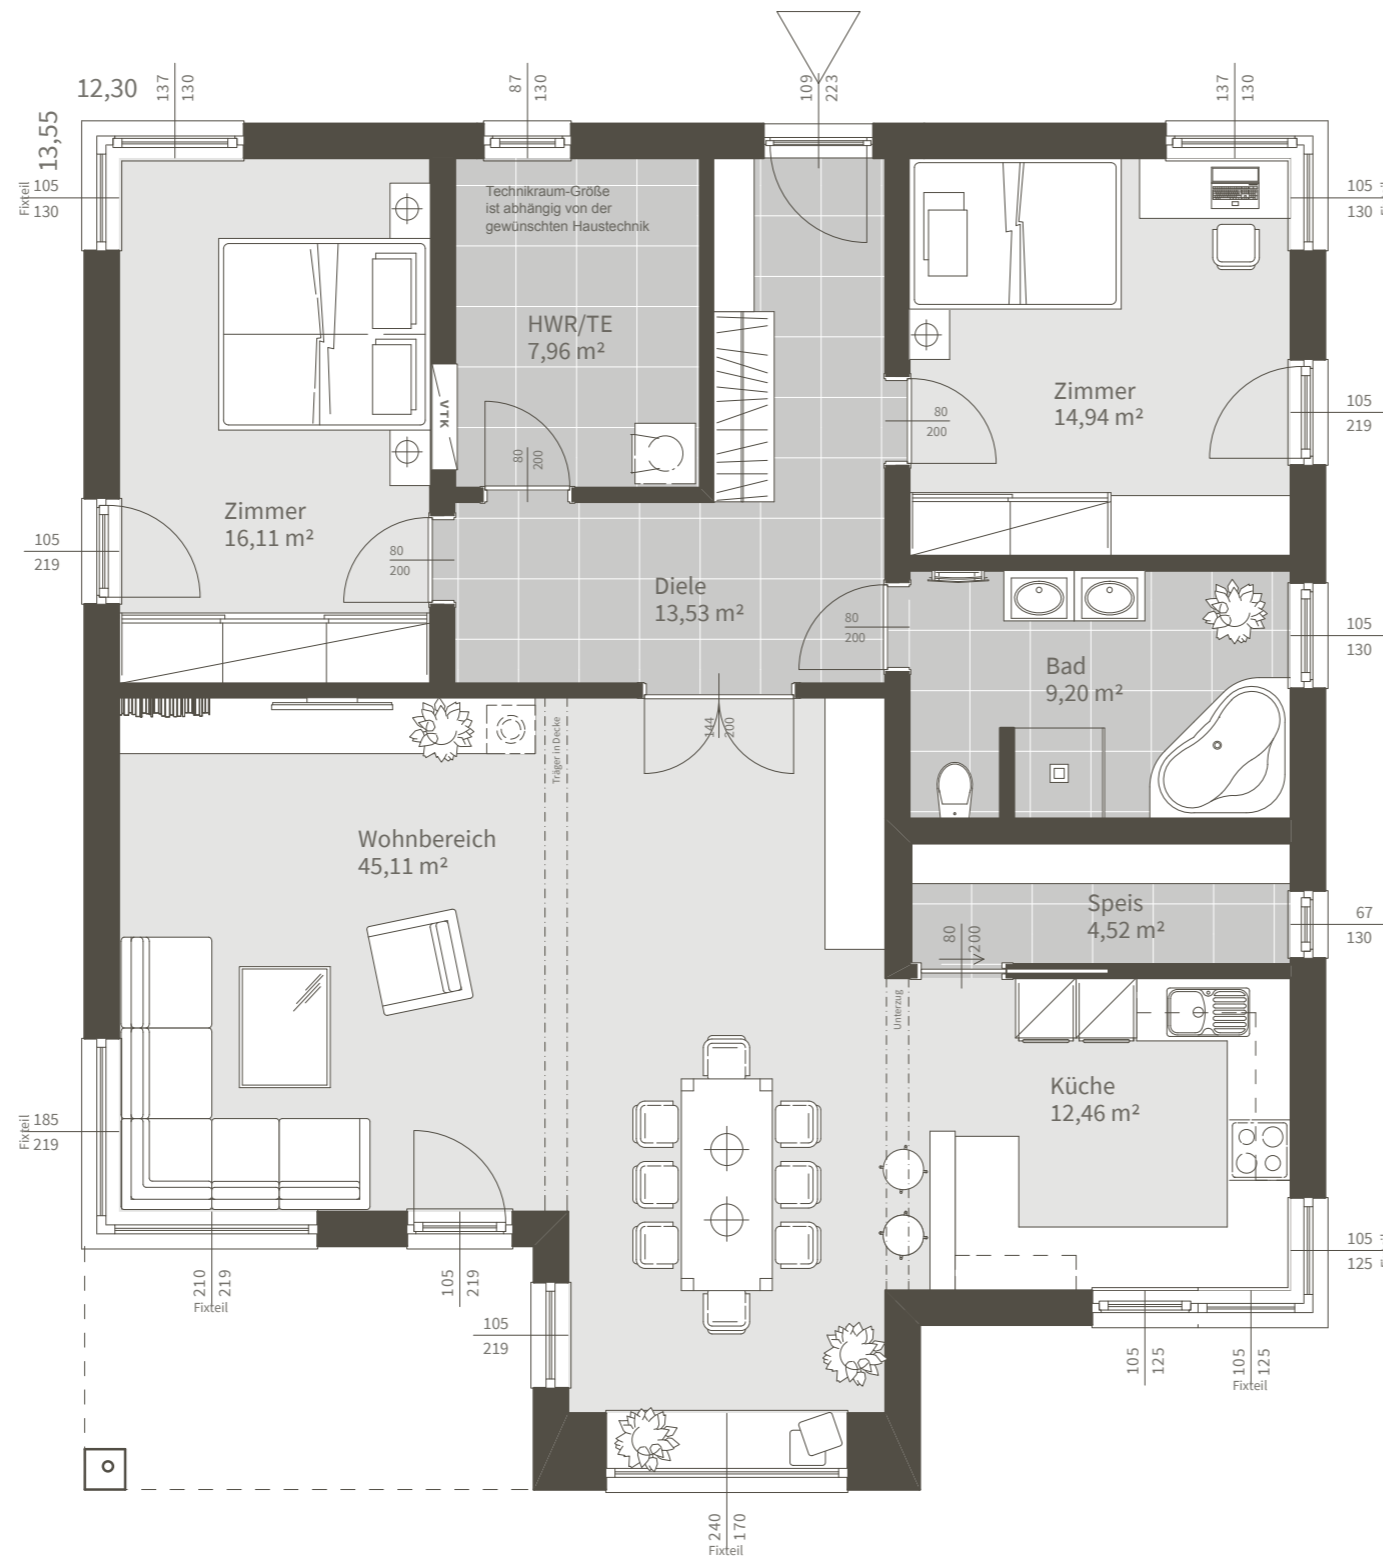 12,30
13,55
137
130
87
130
109
223
137
130
Fixteil
105
130
105
130
Technikraum-Größe
ist abhängig von der
gewünschten Haustechnik
HWR/TE
7,96 m²
VTK
Zimmer
14,94 m²
80
200
105
219
80
200
Zimmer
16,11 m²
105
219
80
200
Diele
13,53 m²
80
200
105
130
Bad
9,20 m²
144
200
Träger in Decke
Wohnbereich
45,11 m²
Speis
4,52 m²
67
130
80
200
Unterzug
Küche
12,46 m²
Fixteil
185
219
105
125
210
219
Fixteil
105
219
105
219
105
125
105
125
Fixteil
240
170
Fixteil